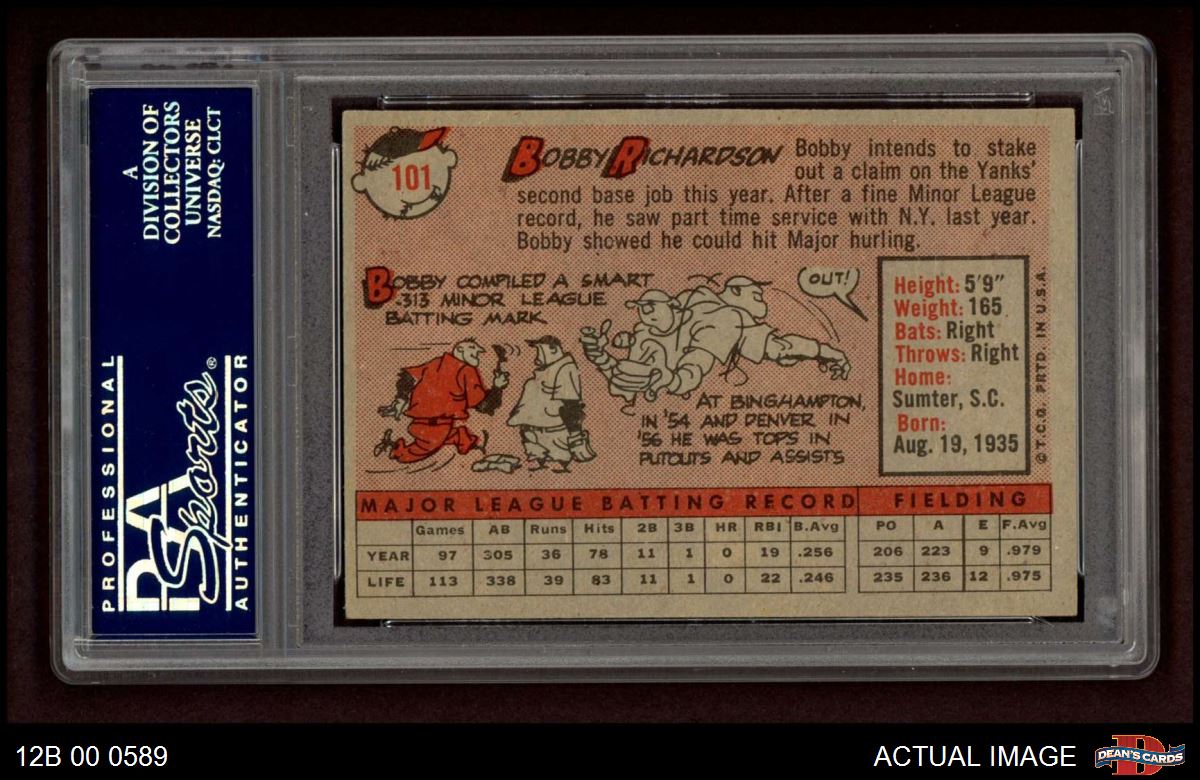 A
DIVISION OF
COLLECTORS
UNIVERSE
NASDAQ: CLCT
PROFESSIONAL
PSA
Sports®
AUTHENTICATOR
101
BOBBY RICHARDSON
Bobby intends to stake
out a claim on the Yanks'
second base job this year. After a fine Minor League
record, he saw part time service with N.Y. last year.
Bobby showed he could hit Major hurling.
BOBBY COMPILED A SMART
.313 MINOR LEAGUE
BATTING MARK
OUT!
AT BINGHAMPTON,
IN '54 AND DENVER IN
'56 HE WAS TOPS IN
PUTOUTS AND ASSISTS
Height: 5'9"
Weight: 165
Bats: Right
Throws: Right
Home:
Sumter, S.C.
Born:
Aug. 19, 1935
© T.C.G. PRTD. IN U.S.A.
MAJOR LEAGUE BATTING RECORD FIELDING
Games AB Runs Hits 2B 3B HR RBI B.Avg PO A E F.Avg
YEAR 97 305 36 78 11 1 0 19 .256 206 223 9 .979
LIFE 113 338 39 83 11 1 0 22 .246 235 236 12 .975
12B 00 0589
ACTUAL IMAGE
DEAN'S CARDS